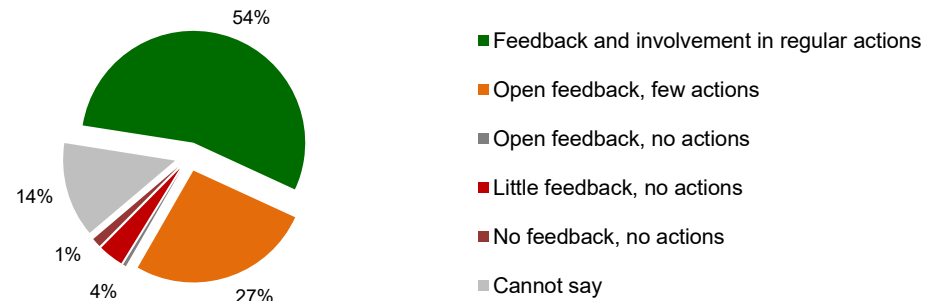 54%
Feedback and involvement in regular actions
Open feedback, few actions
Open feedback, no actions
14%
Little feedback, no actions
No feedback, no actions
1%
Cannot say
4%
27%